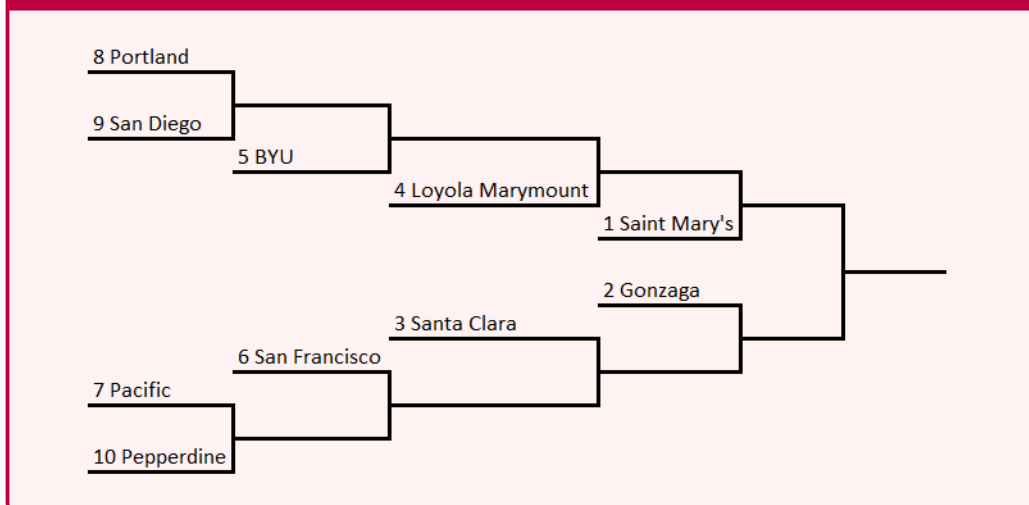 8 Portland
9 San Diego
5 BYU
4 Loyola Marymount
1 Saint Mary's
2 Gonzaga
3 Santa Clara
6 San Francisco
7 Pacific
10 Pepperdine